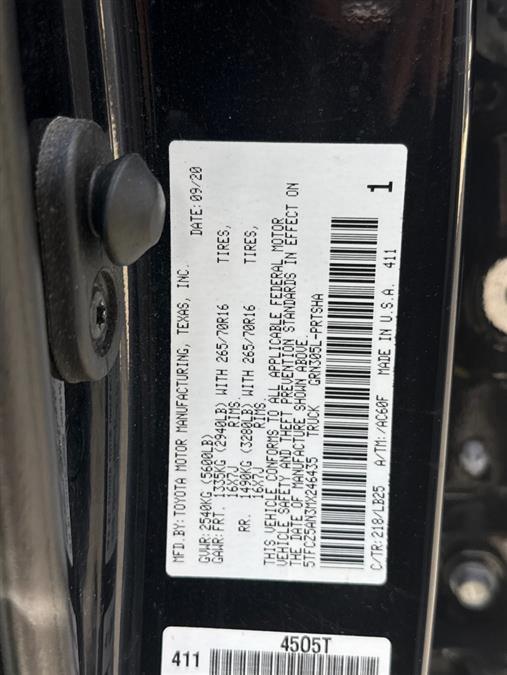 MFD.BY: TOYOTA MOTOR MANUFACTURING, TEXAS, INC. DATE: 09/20
GVWR: 2540KG (5600LB)
GAWR: FRT. 1335KG (2940LB) WITH 265/70R16 TIRES,
16X7J RIMS
RR. 1490KG (3280LB) WITH 265/70R16 TIRES,
16X7J RIMS
THIS VEHICLE CONFORMS TO ALL APPLICABLE FEDERAL MOTOR
VEHICLE SAFETY AND THEFT PREVENTION STANDARDS IN EFFECT ON
THE DATE OF MANUFACTURE SHOWN ABOVE.
5TFCZ5AN3MX246435 TRUCK GRN305L-PRTSHA
1
C/TR: 218/LB25 A/TM: /AC60F MADE IN U.S.A. 411
411 4505T